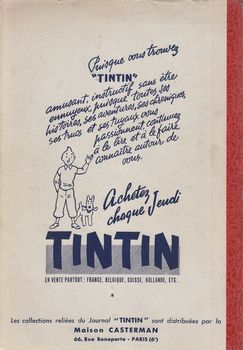 Puisque vous trouvez
"TINTIN"
amusant, instructif sans être
ennuyeux, puisque toutes ses
histoires, ses aventures, ses chroniques,
ses trucs et ses tuyaux vous
passionnent, continuez
à le lire et à le faire
connaître autour de
vous.
Achetez
chaque Jeudi
TINTIN
EN VENTE PARTOUT : FRANCE, BELGIQUE, SUISSE, HOLLANDE, ETC...
*
Les collections reliées du Journal "TINTIN" sont distribuées par la
Maison CASTERMAN
66, Rue Bonaparte - PARIS (6e)